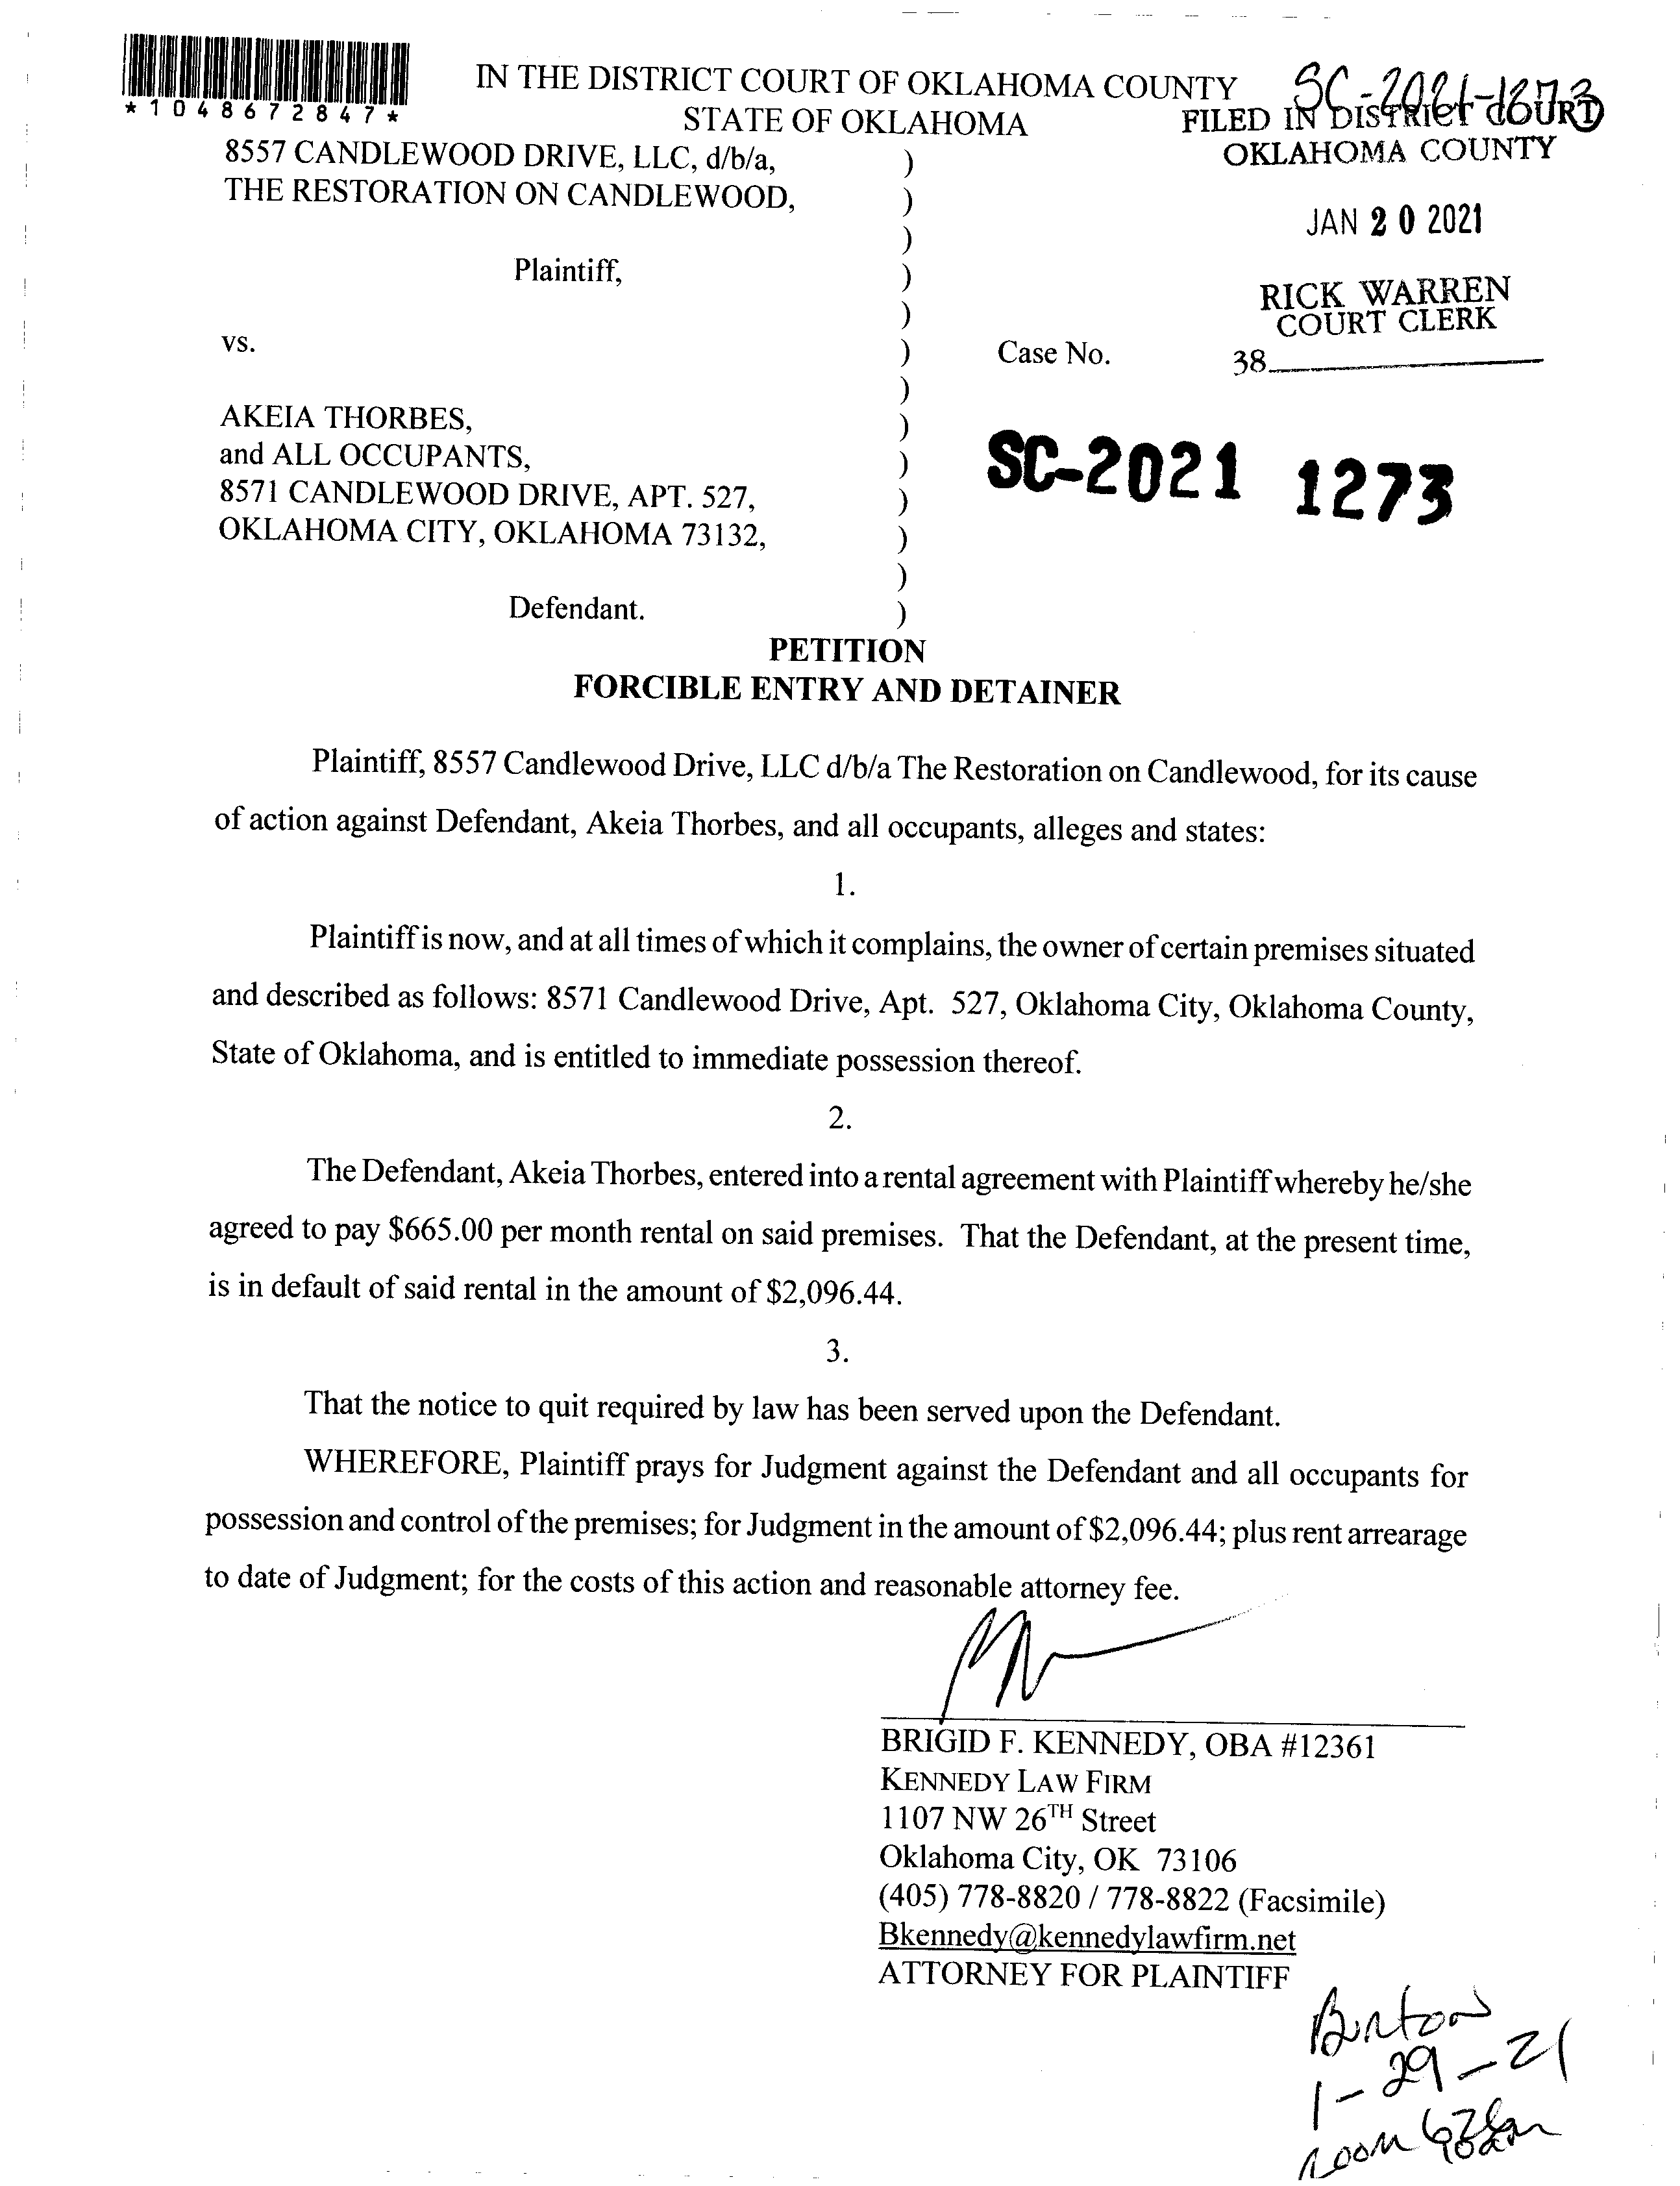 *1048672847*
IN THE DISTRICT COURT OF OKLAHOMA COUNTY
STATE OF OKLAHOMA
SC-2021-1273
FILED IN DISTRICT COURT
OKLAHOMA COUNTY
JAN 20 2021
RICK WARREN
COURT CLERK
38
8557 CANDLEWOOD DRIVE, LLC, d/b/a, )
THE RESTORATION ON CANDLEWOOD, )
)
Plaintiff, )
)
vs. ) Case No.
)
AKEIA THORBES, )
and ALL OCCUPANTS, )
8571 CANDLEWOOD DRIVE, APT. 527, )
OKLAHOMA CITY, OKLAHOMA 73132, )
)
Defendant. )
SC-2021 1273
PETITION
FORCIBLE ENTRY AND DETAINER
Plaintiff, 8557 Candlewood Drive, LLC d/b/a The Restoration on Candlewood, for its cause
of action against Defendant, Akeia Thorbes, and all occupants, alleges and states:
1.
Plaintiff is now, and at all times of which it complains, the owner of certain premises situated
and described as follows: 8571 Candlewood Drive, Apt. 527, Oklahoma City, Oklahoma County,
State of Oklahoma, and is entitled to immediate possession thereof.
2.
The Defendant, Akeia Thorbes, entered into a rental agreement with Plaintiff whereby he/she
agreed to pay $665.00 per month rental on said premises. That the Defendant, at the present time,
is in default of said rental in the amount of $2,096.44.
3.
That the notice to quit required by law has been served upon the Defendant.
WHEREFORE, Plaintiff prays for Judgment against the Defendant and all occupants for
possession and control of the premises; for Judgment in the amount of $2,096.44; plus rent arrearage
to date of Judgment; for the costs of this action and reasonable attorney fee.
BRIGID F. KENNEDY, OBA #12361
KENNEDY LAW FIRM
1107 NW 26TH Street
Oklahoma City, OK 73106
(405) 778-8820 / 778-8822 (Facsimile)
Bkennedy@kennedylawfirm.net
ATTORNEY FOR PLAINTIFF
Burton
1-29-21
room